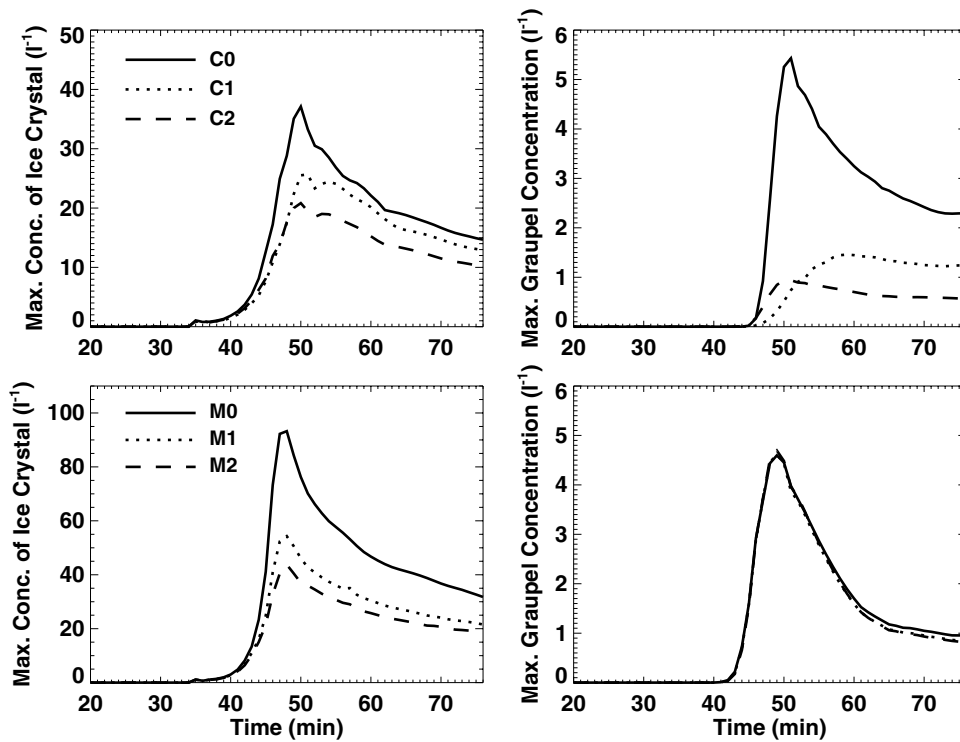 Max. Conc. of Ice Crystal (l⁻¹)
50
40
30
20
10
0
C0
C1
C2
20 30 40 50 60 70
Max. Graupel Concentration (l⁻¹)
6
5
4
3
2
1
0
20 30 40 50 60 70
Max. Conc. of Ice Crystal (l⁻¹)
100
80
60
40
20
0
M0
M1
M2
20 30 40 50 60 70
Time (min)
Max. Graupel Concentration (l⁻¹)
6
5
4
3
2
1
0
20 30 40 50 60 70
Time (min)